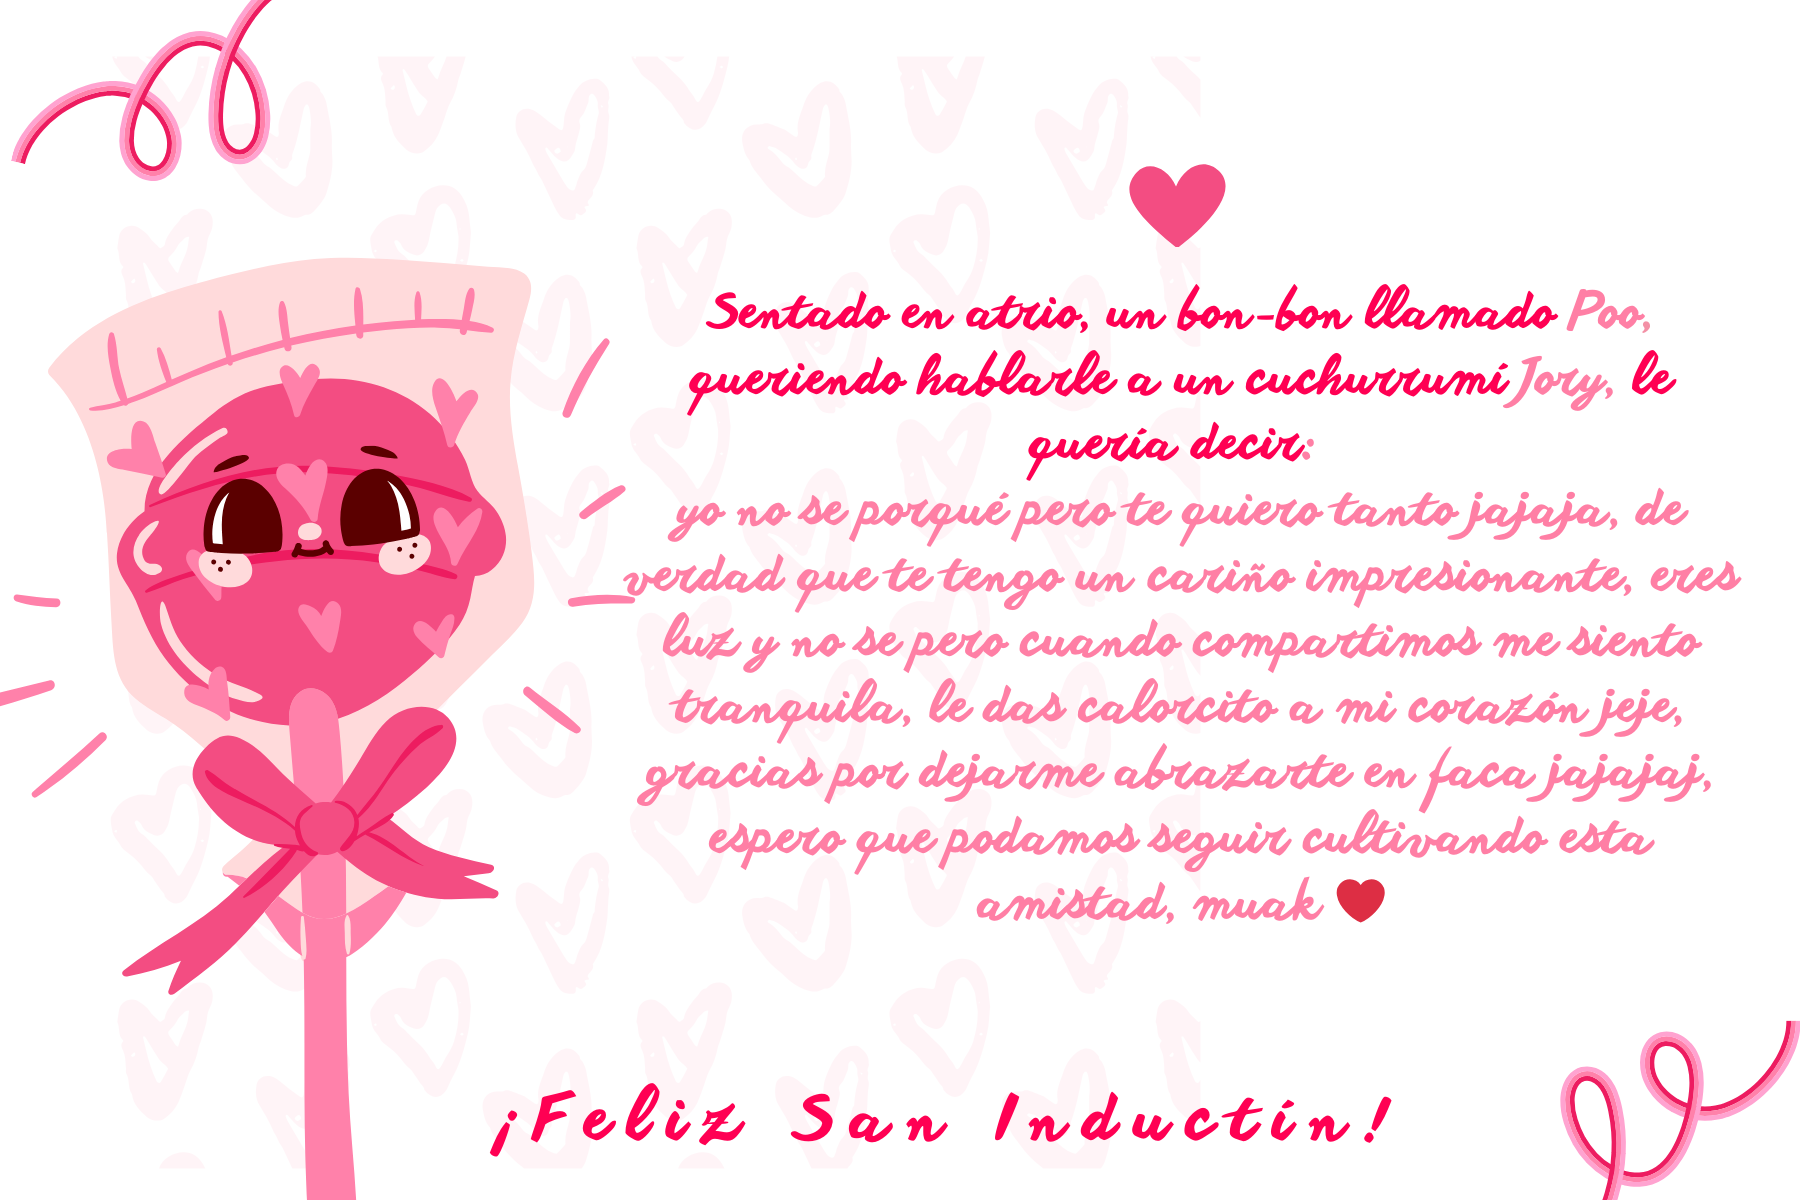 Sentado en atrio, un bon-bon llamado Poo,
queriendo hablarle a un cuchurrumí Jory, le
quería decir:
yo no se porqué pero te quiero tanto jajaja, de
verdad que te tengo un cariño impresionante, eres
luz y no se pero cuando compartimos me siento
tranquila, le das calorcito a mi corazón jeje,
gracias por dejarme abrazarte en faca jajajaj,
espero que podamos seguir cultivando esta
amistad, muak ❤️
¡Feliz San Inductín!